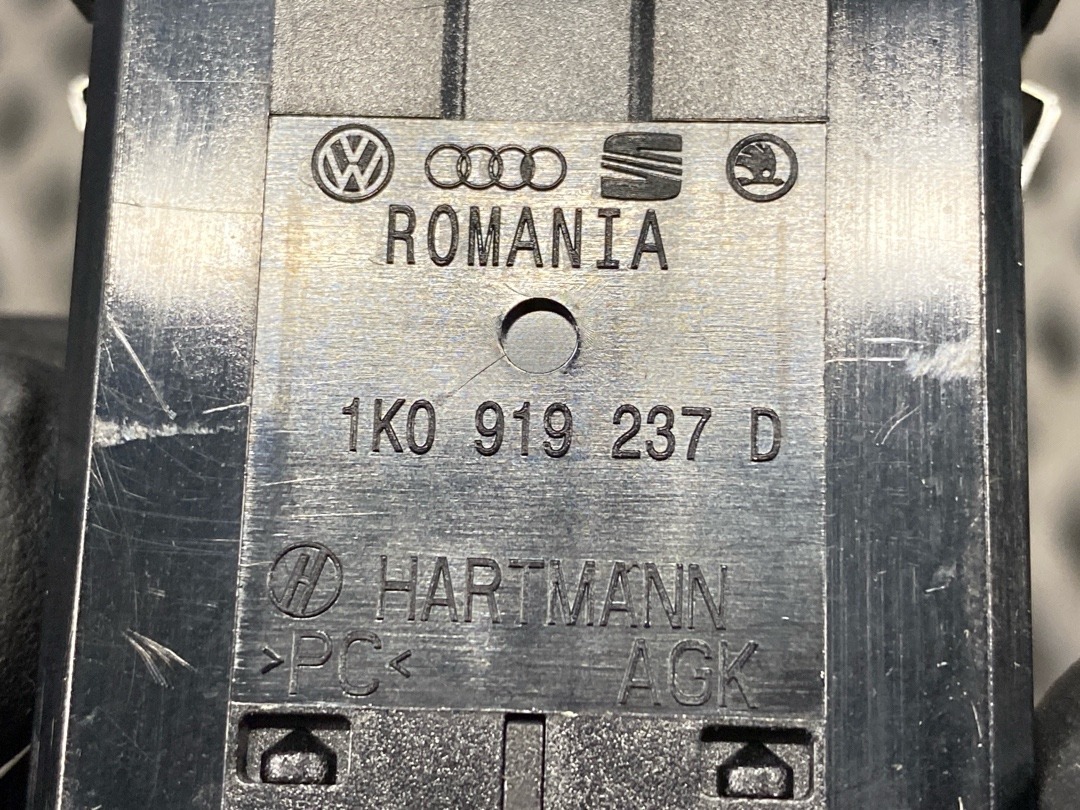 ROMANIA
1K0 919 237 D
HARTMANN
>PC< AGK